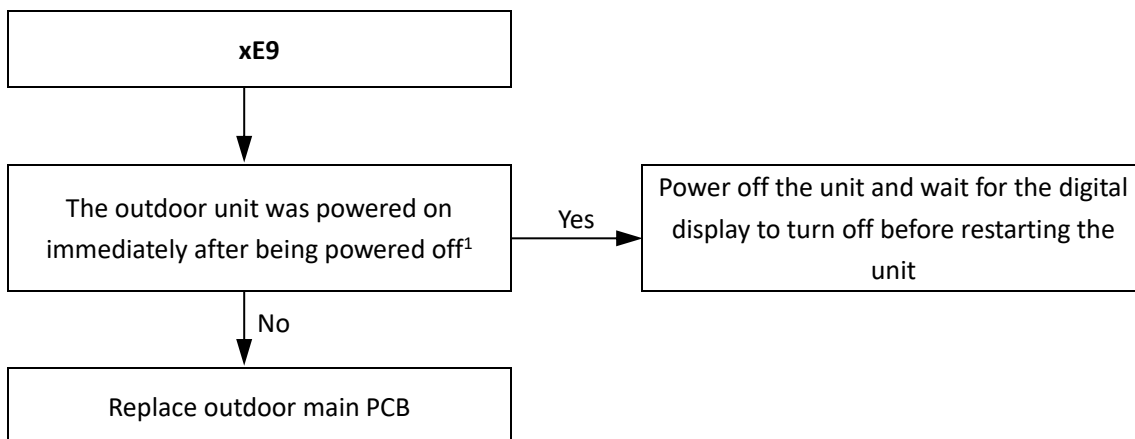 xE9
The outdoor unit was powered on
immediately after being powered off¹
Yes
Power off the unit and wait for the digital
display to turn off before restarting the
unit
No
Replace outdoor main PCB